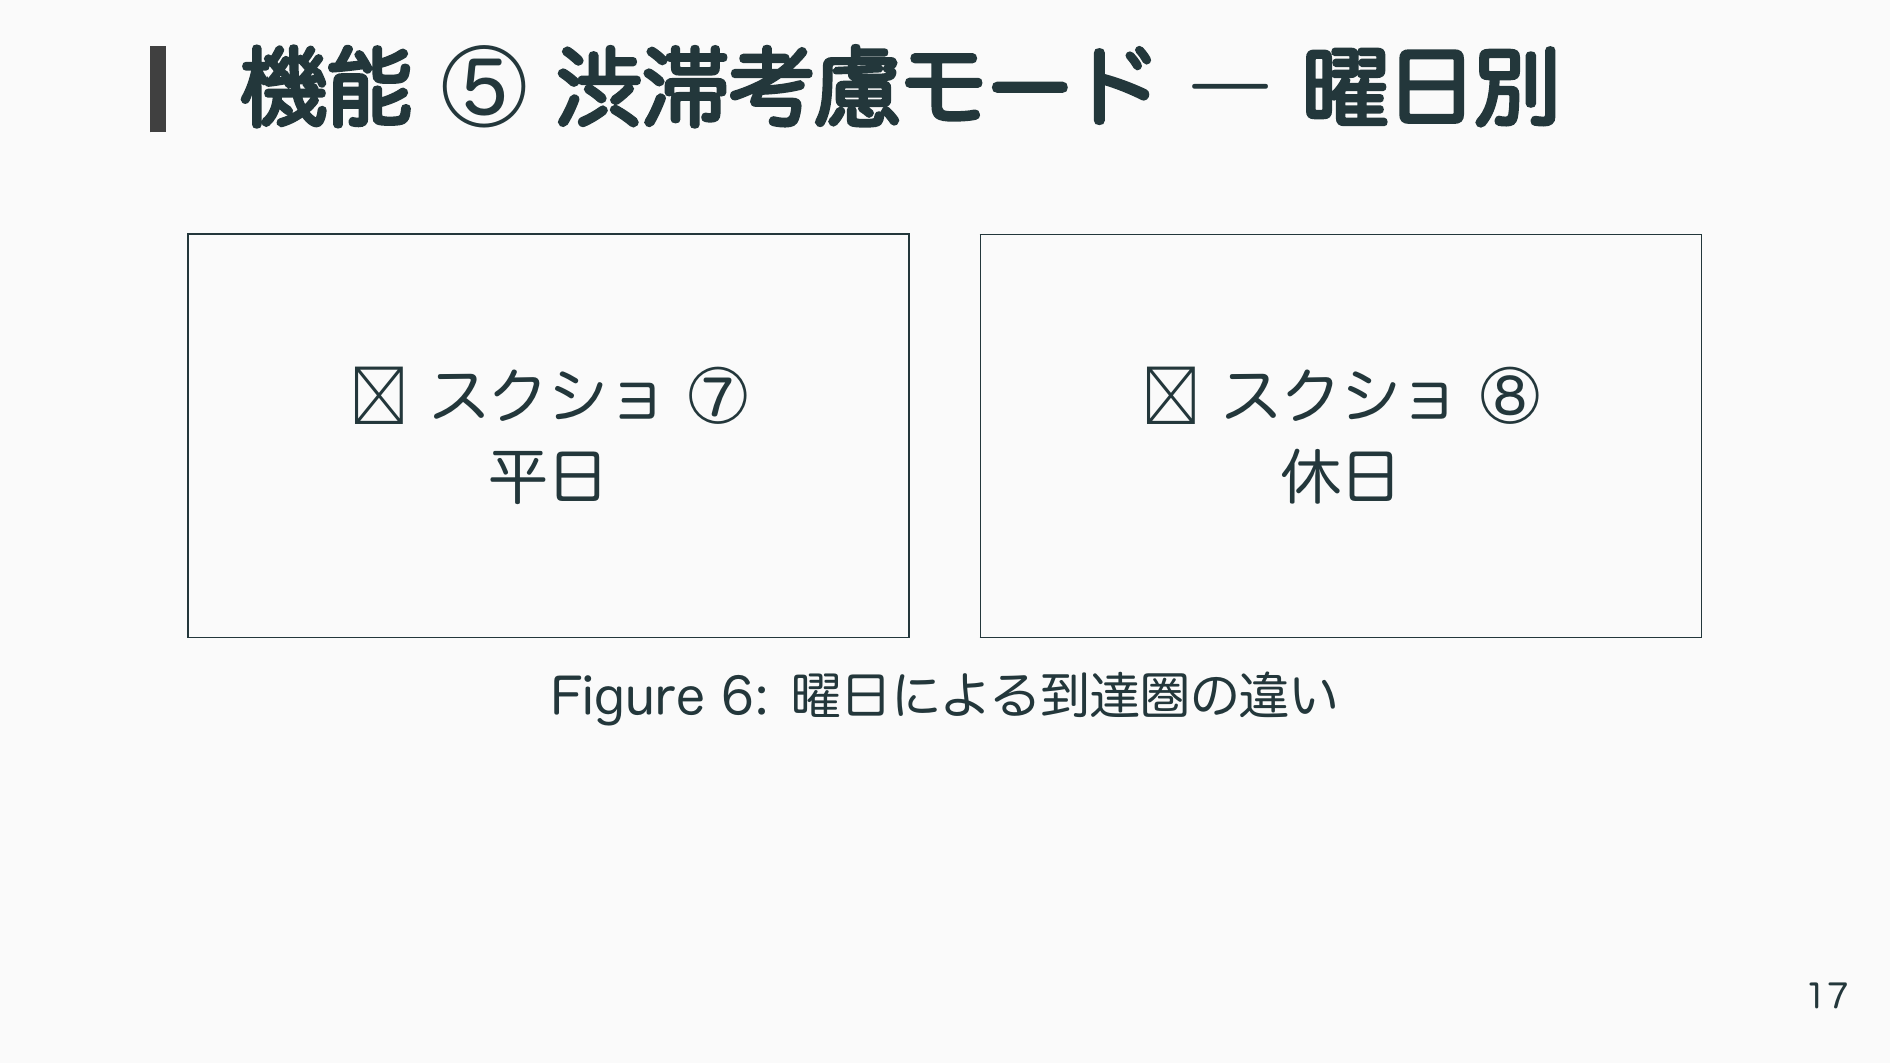 機能 ⑤ 渋滞考慮モード — 曜日別
スクショ ⑦
平日
スクショ ⑧
休日
Figure 6: 曜日による到達圏の違い
17